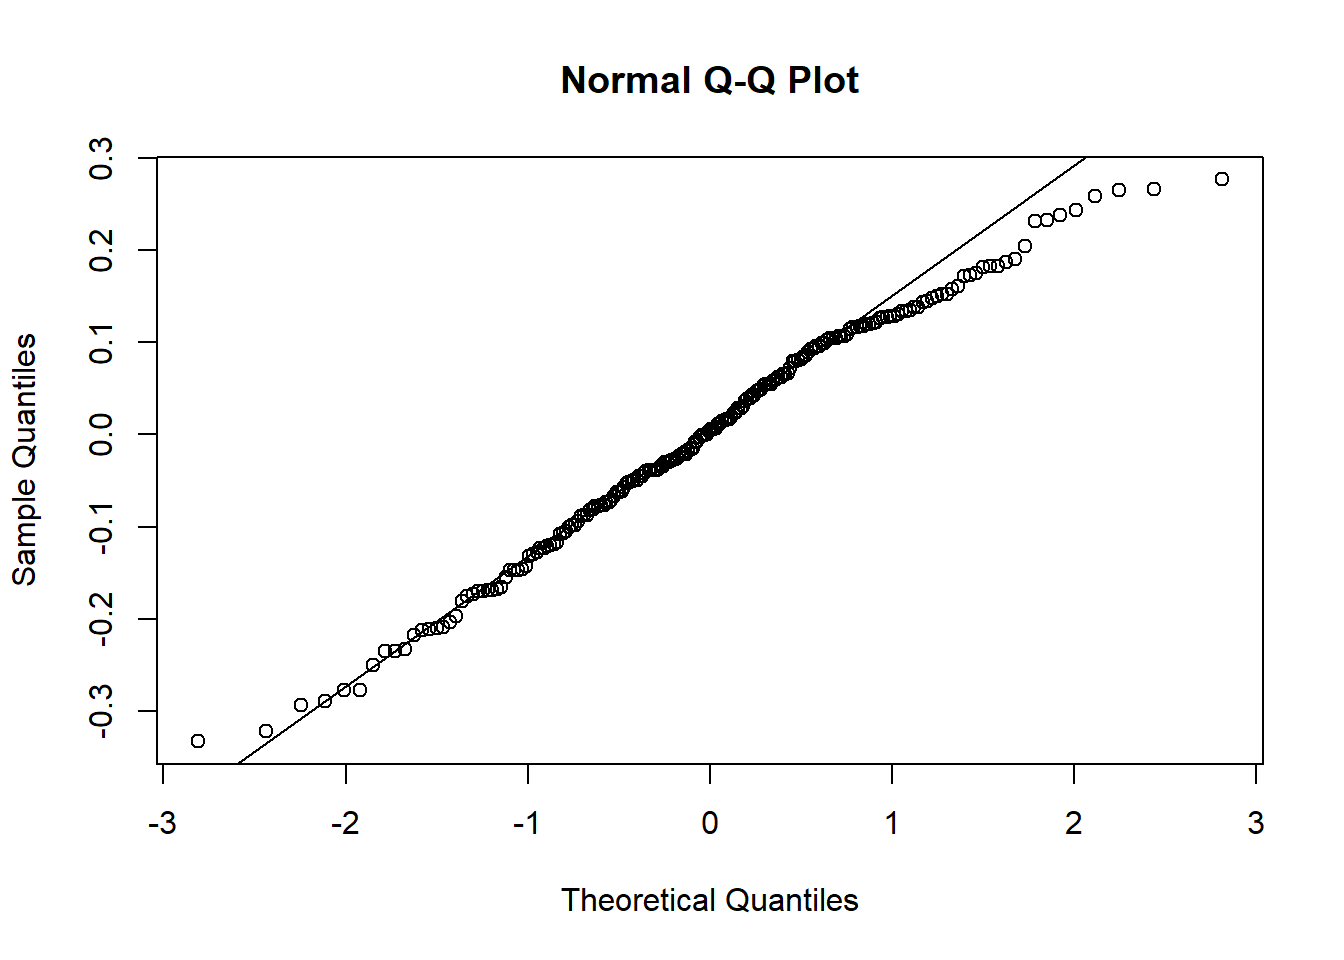 Normal Q-Q Plot
0.3
0.2
0.1
0.0
-0.1
-0.2
-0.3
Sample Quantiles
-3 -2 -1 0 1 2 3
Theoretical Quantiles